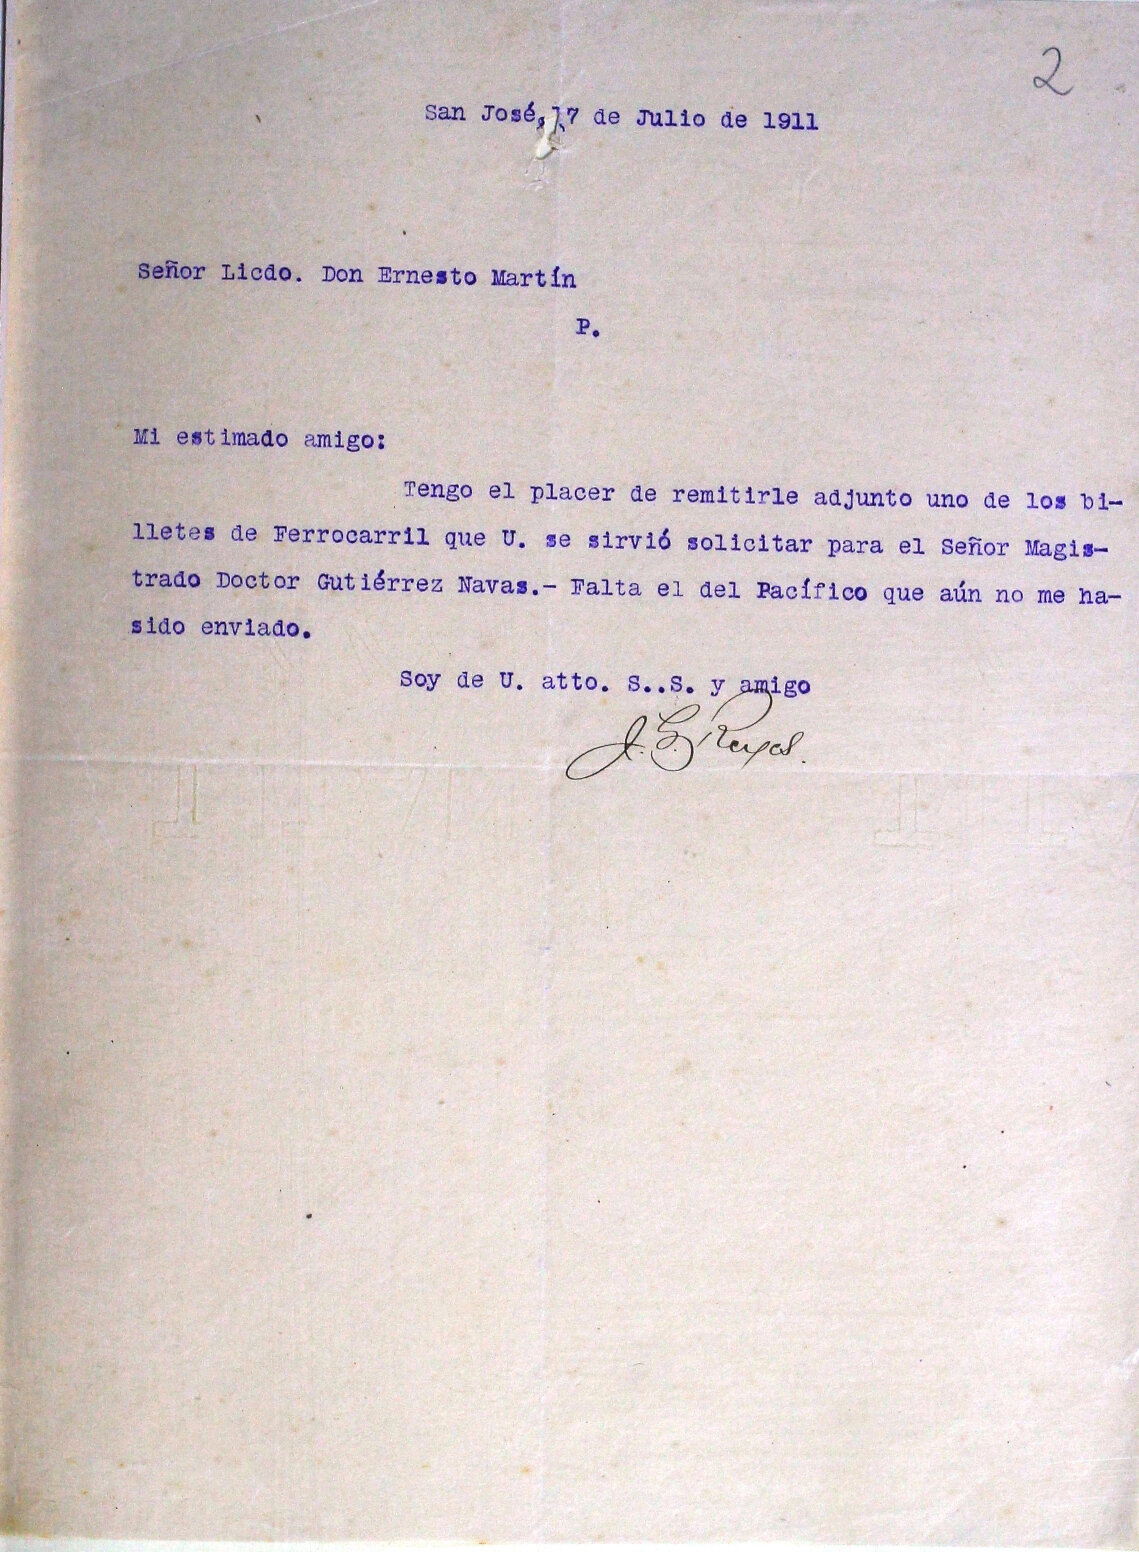 2
San José, 17 de Julio de 1911
Señor Licdo. Don Ernesto Martín
P.
Mi estimado amigo:
Tengo el placer de remitirle adjunto uno de los bi-
lletes de Ferrocarril que U. se sirvió solicitar para el Señor Magis-
trado Doctor Gutiérrez Navas.- Falta el del Pacífico que aún no me ha-
sido enviado.
Soy de U. atto. S..S. y amigo
J. G. Reyes.